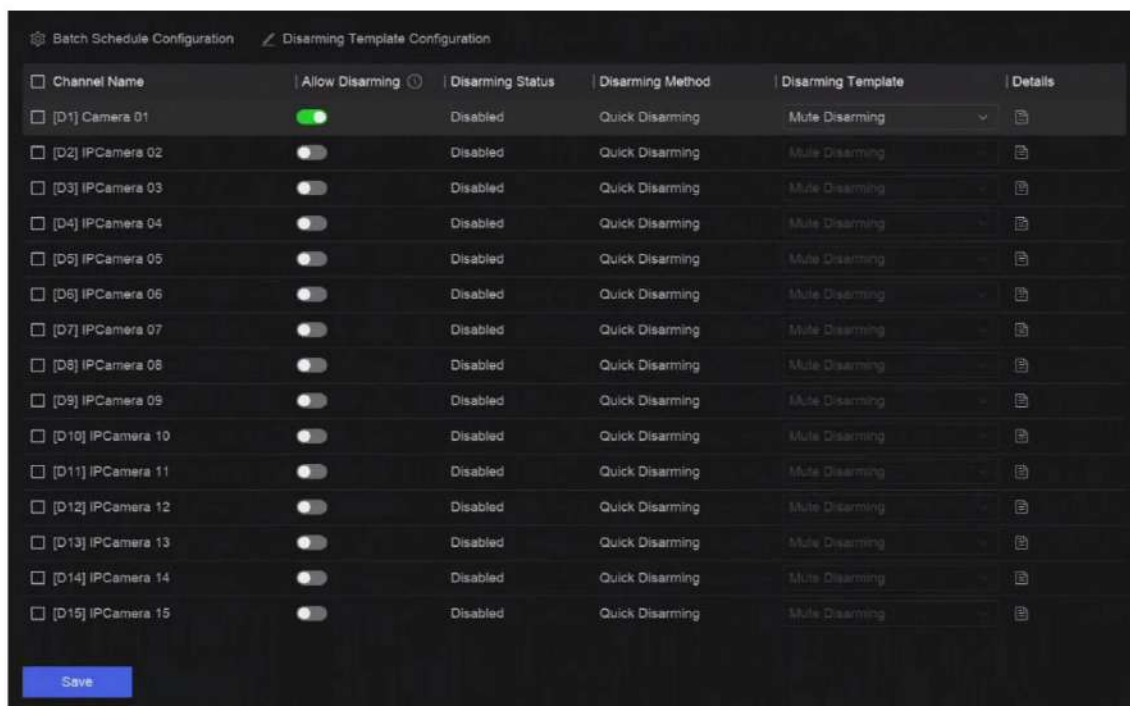 Batch Schedule Configuration Disarming Template Configuration
Channel Name Allow Disarming Disarming Status Disarming Method Disarming Template Details
[D1] Camera 01 Disabled Quick Disarming Mute Disarming
[D2] IPCamera 02 Disabled Quick Disarming Mute Disarming
[D3] IPCamera 03 Disabled Quick Disarming Mute Disarming
[D4] IPCamera 04 Disabled Quick Disarming Mute Disarming
[D5] IPCamera 05 Disabled Quick Disarming Mute Disarming
[D6] IPCamera 06 Disabled Quick Disarming Mute Disarming
[D7] IPCamera 07 Disabled Quick Disarming Mute Disarming
[D8] IPCamera 08 Disabled Quick Disarming Mute Disarming
[D9] IPCamera 09 Disabled Quick Disarming Mute Disarming
[D10] IPCamera 10 Disabled Quick Disarming Mute Disarming
[D11] IPCamera 11 Disabled Quick Disarming Mute Disarming
[D12] IPCamera 12 Disabled Quick Disarming Mute Disarming
[D13] IPCamera 13 Disabled Quick Disarming Mute Disarming
[D14] IPCamera 14 Disabled Quick Disarming Mute Disarming
[D15] IPCamera 15 Disabled Quick Disarming Mute Disarming
Save